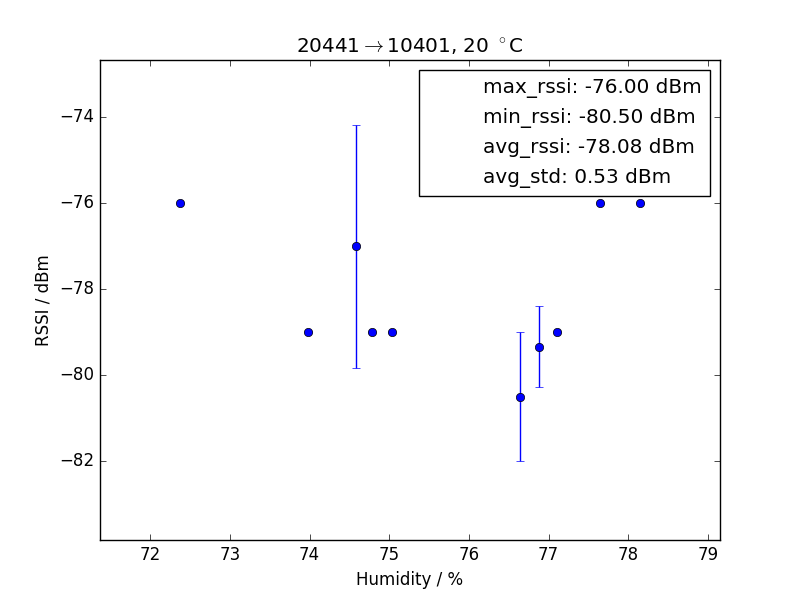 20441→10401, 20 °C
max_rssi: -76.00 dBm
min_rssi: -80.50 dBm
avg_rssi: -78.08 dBm
avg_std: 0.53 dBm
RSSI / dBm
−74
−76
−78
−80
−82
72 73 74 75 76 77 78 79
Humidity / %